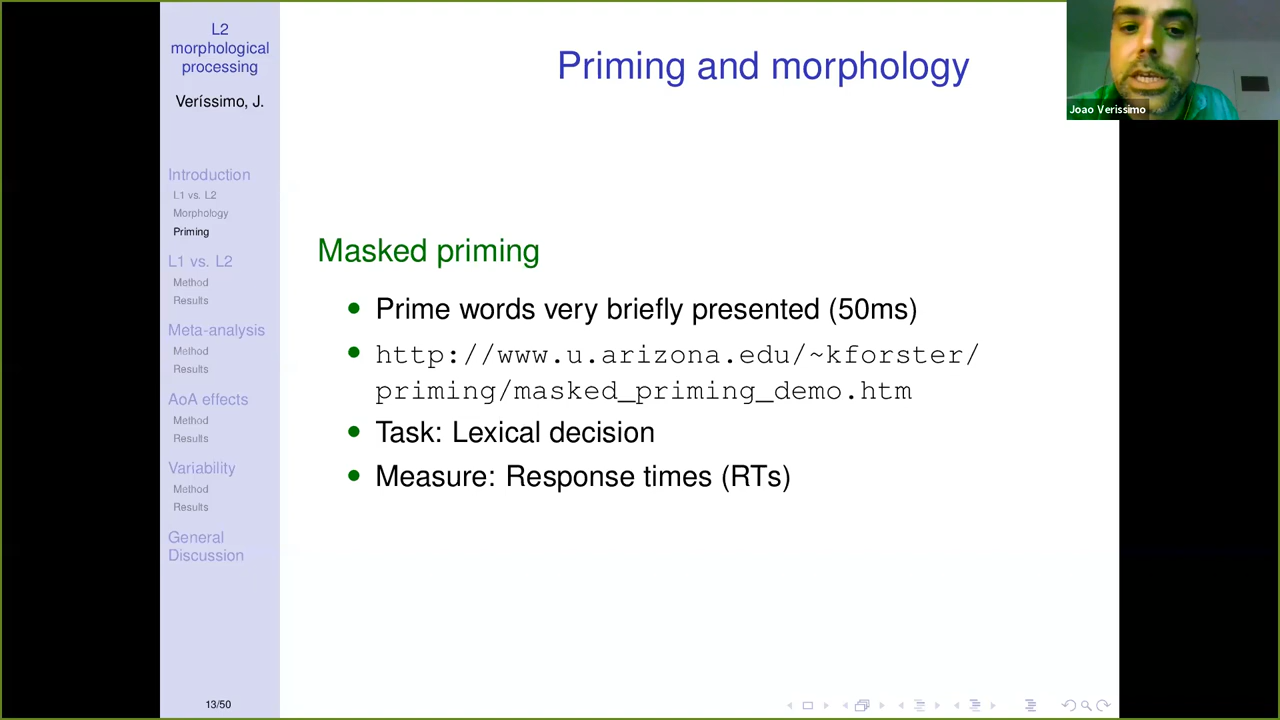 L2
morphological
processing
Veríssimo, J.
Introduction
L1 vs. L2
Morphology
Priming
L1 vs. L2
Method
Results
Meta-analysis
Method
Results
AoA effects
Method
Results
Variability
Method
Results
General
Discussion
13/50
Priming and morphology
Masked priming
• Prime words very briefly presented (50ms)
• http://www.u.arizona.edu/~kforster/
priming/masked_priming_demo.htm
• Task: Lexical decision
• Measure: Response times (RTs)
Joao Verissimo